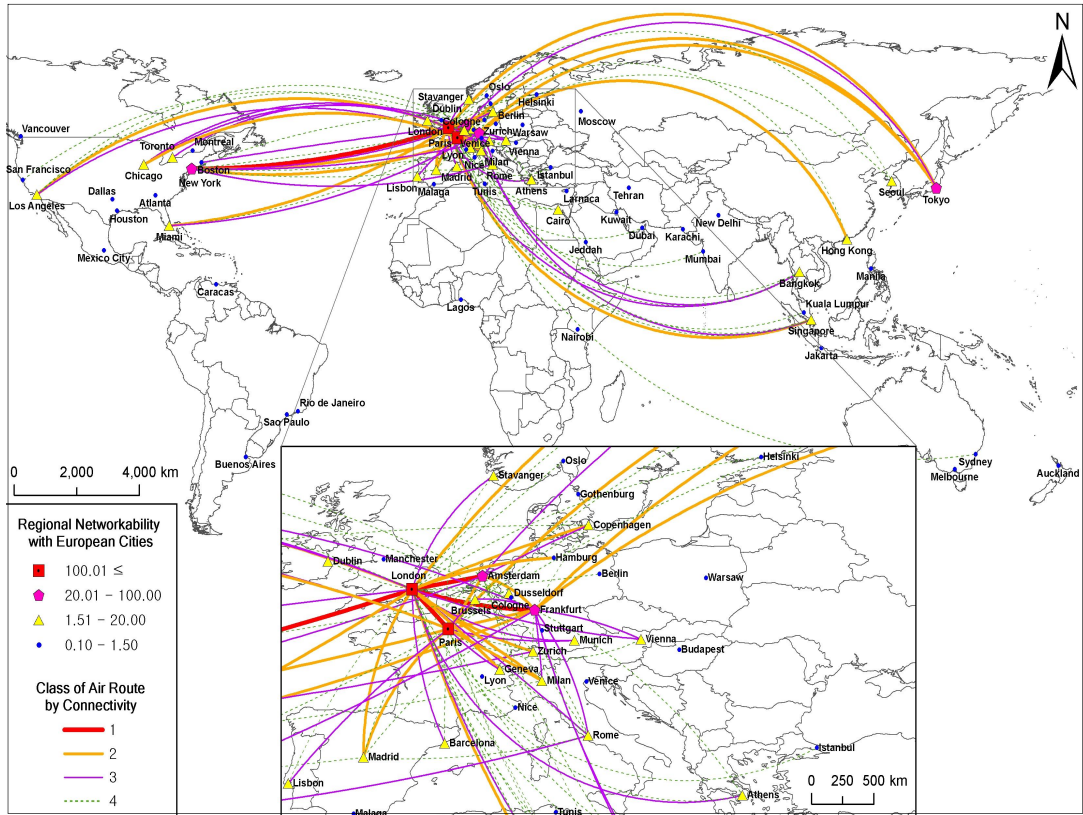 N
Oslo
Stavanger
Helsinki
Dublin
Berlin
Moscow
Cologne
London
Zurich
Warsaw
Paris
Venice
Vienna
Lyon
Milan
Nice
Madrid
Rome
Istanbul
Lisbon
Malaga
Tunis
Athens
Larnaca
Tehran
Cairo
Kuwait
New Delhi
Dubai
Karachi
Jeddah
Mumbai
Seoul
Tokyo
Hong Kong
Manila
Bangkok
Kuala Lumpur
Singapore
Jakarta
Vancouver
Toronto
Montreal
San Francisco
Chicago
Boston
New York
Dallas
Los Angeles
Atlanta
Houston
Miami
Mexico City
Caracas
Lagos
Nairobi
Rio de Janeiro
Sao Paulo
Buenos Aires
Sydney
Melbourne
Auckland
0 2,000 4,000 km
Regional Networkability
with European Cities
100.01 ≤
20.01 – 100.00
1.51 – 20.00
0.10 – 1.50
Class of Air Route
by Connectivity
1
2
3
4
Oslo
Helsinki
Stavanger
Gothenburg
Copenhagen
Dublin
Manchester
Hamburg
London
Amsterdam
Berlin
Warsaw
Dusseldorf
Brussels
Cologne
Frankfurt
Stuttgart
Paris
Munich
Vienna
Zurich
Budapest
Geneva
Lyon
Milan
Venice
Nice
Rome
Barcelona
Istanbul
Madrid
Lisbon
Athens
0 250 500 km
Malaga
Tunis